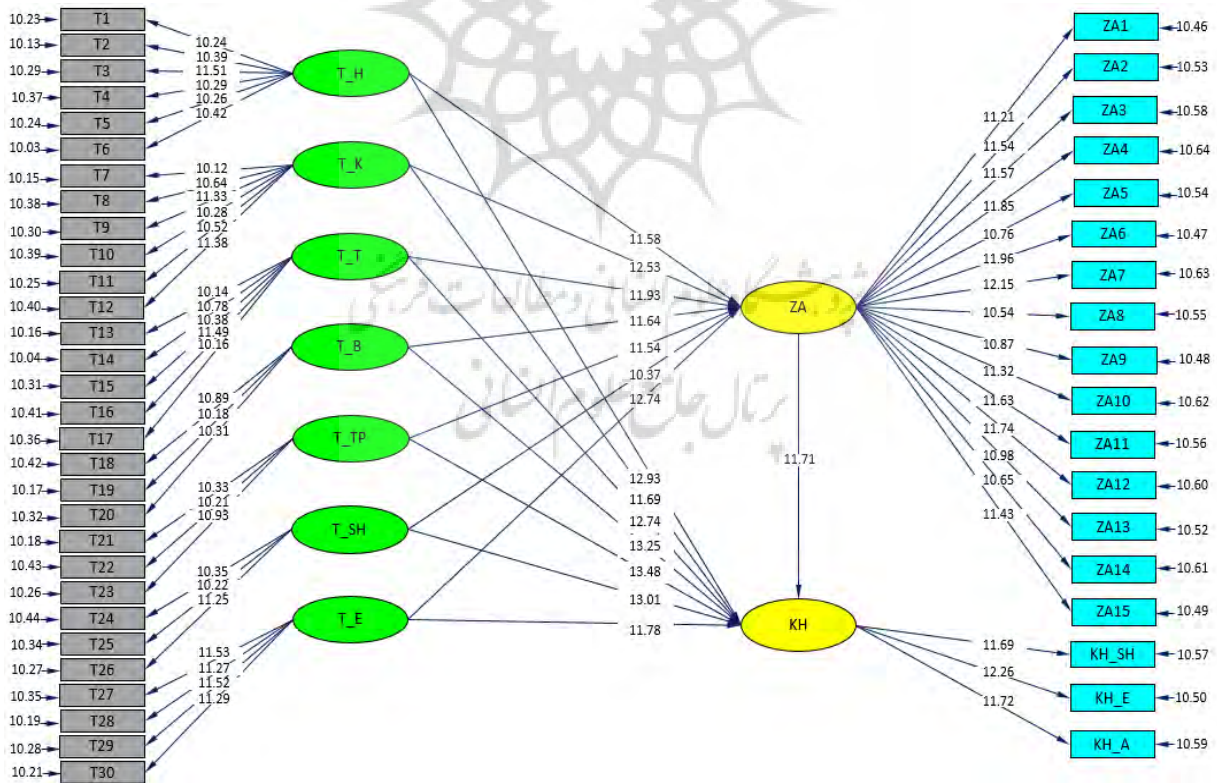 10.23 T1
10.13 T2
10.29 T3
10.37 T4
10.24 T5
10.03 T6
10.15 T7
10.38 T8
10.30 T9
10.39 T10
10.25 T11
10.40 T12
10.16 T13
10.04 T14
10.31 T15
10.41 T16
10.36 T17
10.42 T18
10.17 T19
10.32 T20
10.18 T21
10.43 T22
10.26 T23
10.44 T24
10.34 T25
10.27 T26
10.35 T27
10.19 T28
10.28 T29
10.21 T30
10.24
10.39
11.51
10.29
10.26
10.42
10.12
10.64
11.33
10.28
10.52
11.38
10.14
10.78
10.38
11.49
10.16
10.89
10.18
10.31
10.33
10.21
10.93
10.35
10.22
11.25
11.53
11.27
11.52
11.29
T_H
T_K
T_T
T_B
T_TP
T_SH
T_E
11.58
12.53
11.93
11.64
11.54
10.37
12.74
12.93
11.69
12.74
13.25
13.48
13.01
11.78
پژوهشگاه علوم انسانی و مطالعات فرهنگی
پرتال جامع علوم انسانی
ZA
11.71
KH
11.21
11.54
11.57
11.85
10.76
11.96
12.15
10.54
10.87
11.32
11.63
11.74
10.98
10.65
11.43
11.69
12.26
11.72
ZA1 10.46
ZA2 10.53
ZA3 10.58
ZA4 10.64
ZA5 10.54
ZA6 10.47
ZA7 10.63
ZA8 10.55
ZA9 10.48
ZA10 10.62
ZA11 10.56
ZA12 10.60
ZA13 10.52
ZA14 10.61
ZA15 10.49
KH_SH 10.57
KH_E 10.50
KH_A 10.59